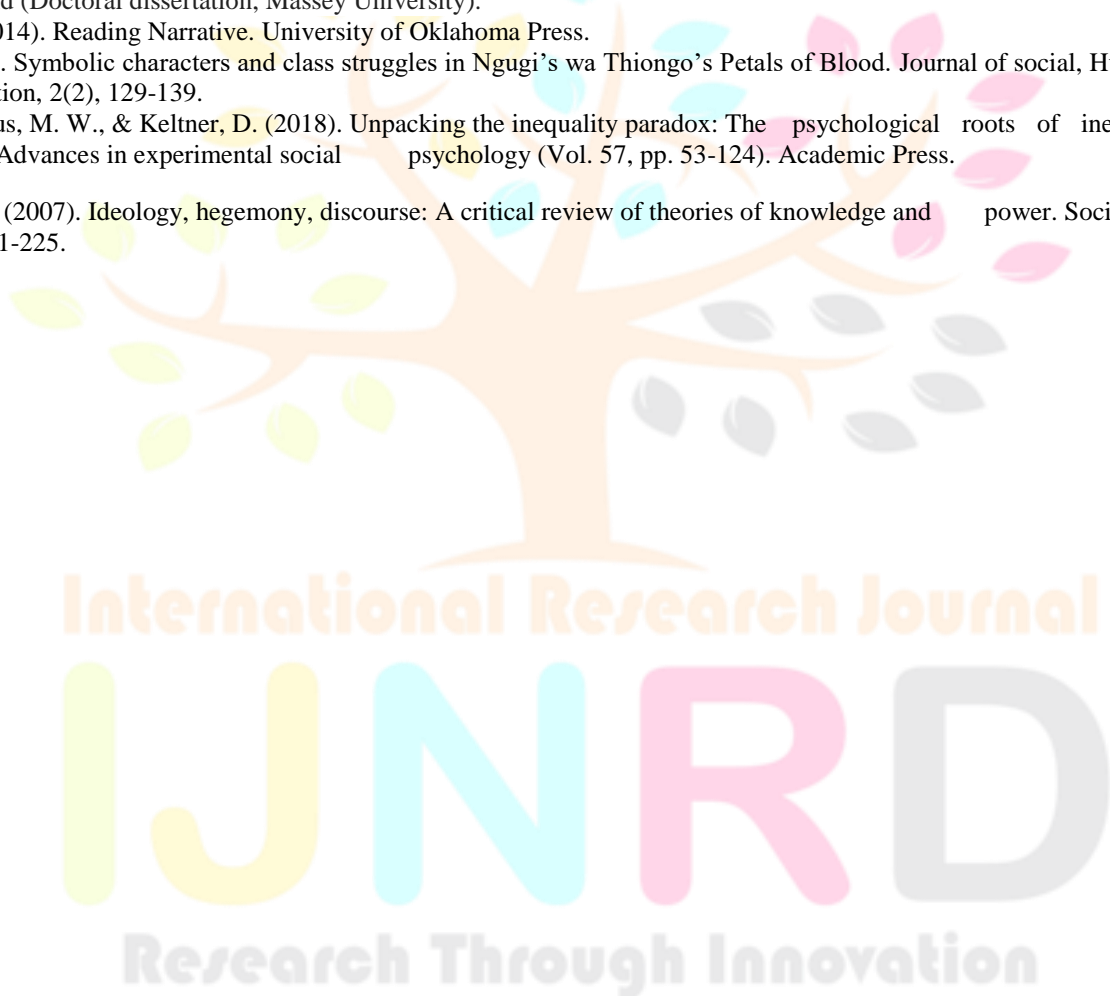 d (Doctoral dissertation, Massey University).
014). Reading Narrative. University of Oklahoma Press.
. Symbolic characters and class struggles in Ngugi’s wa Thiongo’s Petals of Blood. Journal of social, Hu
tion, 2(2), 129-139.
us, M. W., & Keltner, D. (2018). Unpacking the inequality paradox: The psychological roots of ine
Advances in experimental social psychology (Vol. 57, pp. 53-124). Academic Press.
(2007). Ideology, hegemony, discourse: A critical review of theories of knowledge and power. Soci
1-225.
International Research Journal
IJNRD
Research Through Innovation